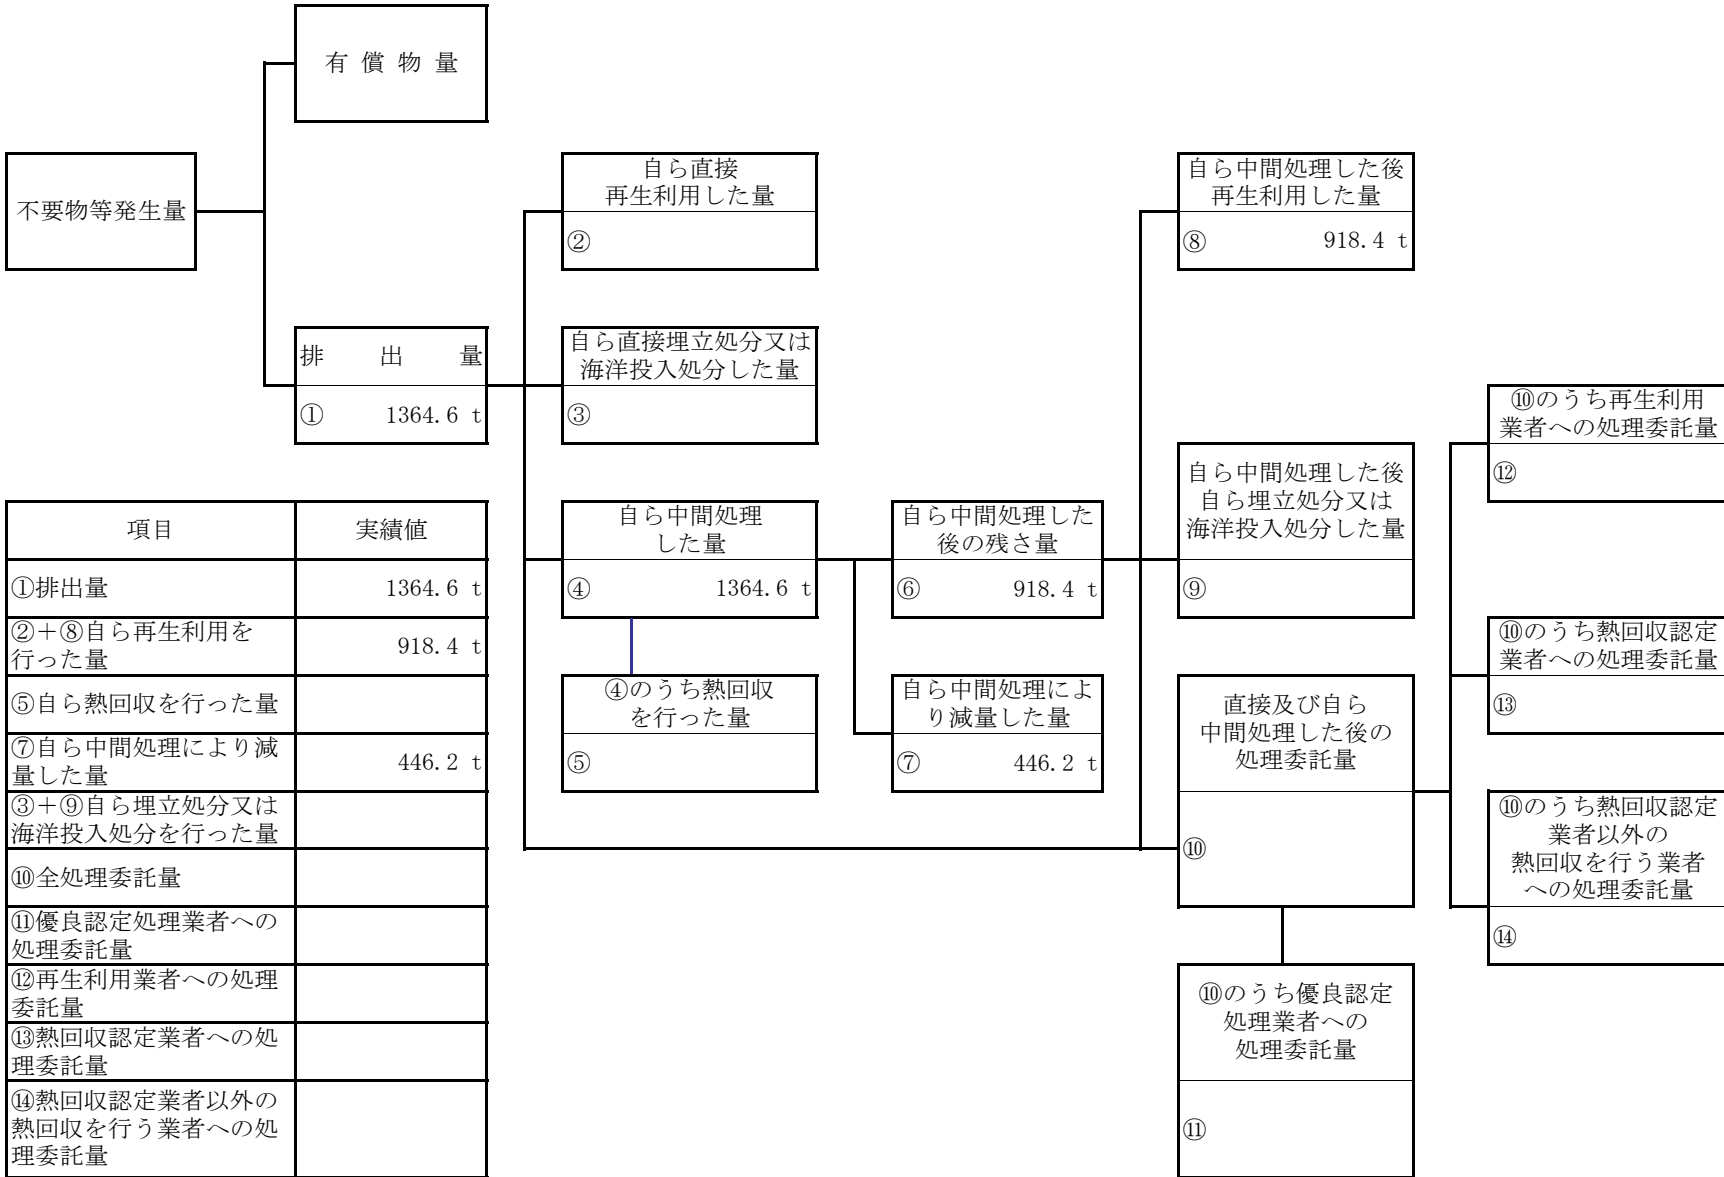 有償物量
不要物等発生量
自ら直接
再生利用した量
②
自ら中間処理した後
再生利用した量
⑧ 918.4 t
排出量
① 1364.6 t
自ら直接埋立処分又は
海洋投入処分した量
③
⑩のうち再生利用
業者への処理委託量
⑫
自ら中間処理した後
自ら埋立処分又は
海洋投入処分した量
⑨
自ら中間処理
した量
④ 1364.6 t
自ら中間処理した
後の残さ量
⑥ 918.4 t
⑩のうち熱回収認定
業者への処理委託量
⑬
④のうち熱回収
を行った量
⑤
自ら中間処理によ
り減量した量
⑦ 446.2 t
直接及び自ら
中間処理した後の
処理委託量
⑩
⑩のうち熱回収認定
業者以外の
熱回収を行う業者
への処理委託量
⑭
⑩のうち優良認定
処理業者への
処理委託量
⑪
項目 実績値
①排出量 1364.6 t
②＋⑧自ら再生利用を
行った量 918.4 t
⑤自ら熱回収を行った量
⑦自ら中間処理により減
量した量 446.2 t
③＋⑨自ら埋立処分又は
海洋投入処分を行った量
⑩全処理委託量
⑪優良認定処理業者への
処理委託量
⑫再生利用業者への処理
委託量
⑬熱回収認定業者への処
理委託量
⑭熱回収認定業者以外の
熱回収を行う業者への処
理委託量